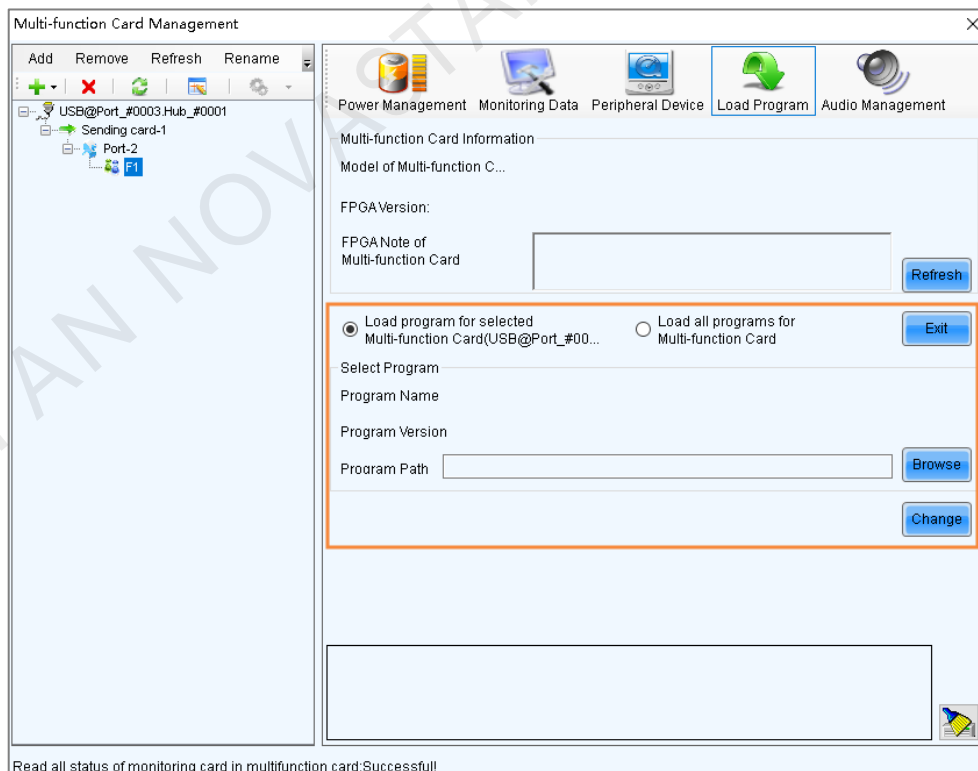 Multi-function Card Management
Add Remove Refresh Rename
USB@Port_#0003.Hub_#0001
Sending card-1
Port-2
F1
Power Management Monitoring Data Peripheral Device Load Program Audio Management
Multi-function Card Information
Model of Multi-function C...
FPGA Version:
FPGA Note of
Multi-function Card
Refresh
Load program for selected
Multi-function Card(USB@Port_#00...
Load all programs for
Multi-function Card
Exit
Select Program
Program Name
Program Version
Program Path
Browse
Change
Read all status of monitoring card in multifunction card:Successful!
AN NOVASTA